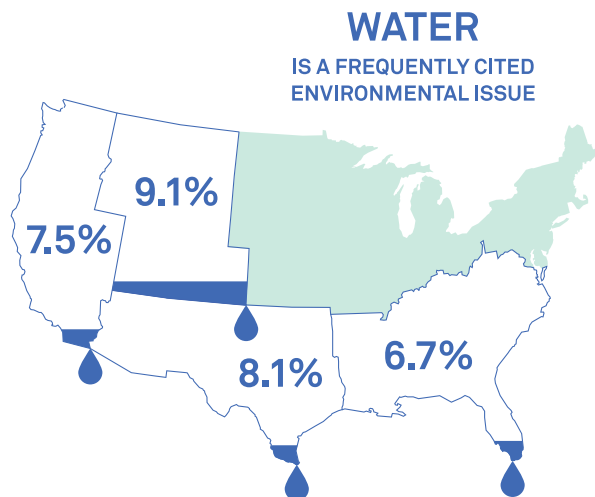 WATER
IS A FREQUENTLY CITED
ENVIRONMENTAL ISSUE
9.1%
7.5%
8.1%
6.7%